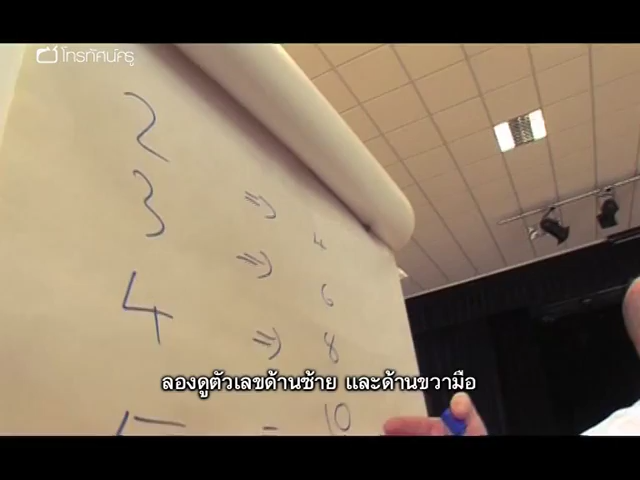 โทรทัศน์ครู
2
3 ⇒ 4
4 ⇒ 6
⇒ 8
10
ลองดูตัวเลขด้านซ้าย และด้านขวามือ